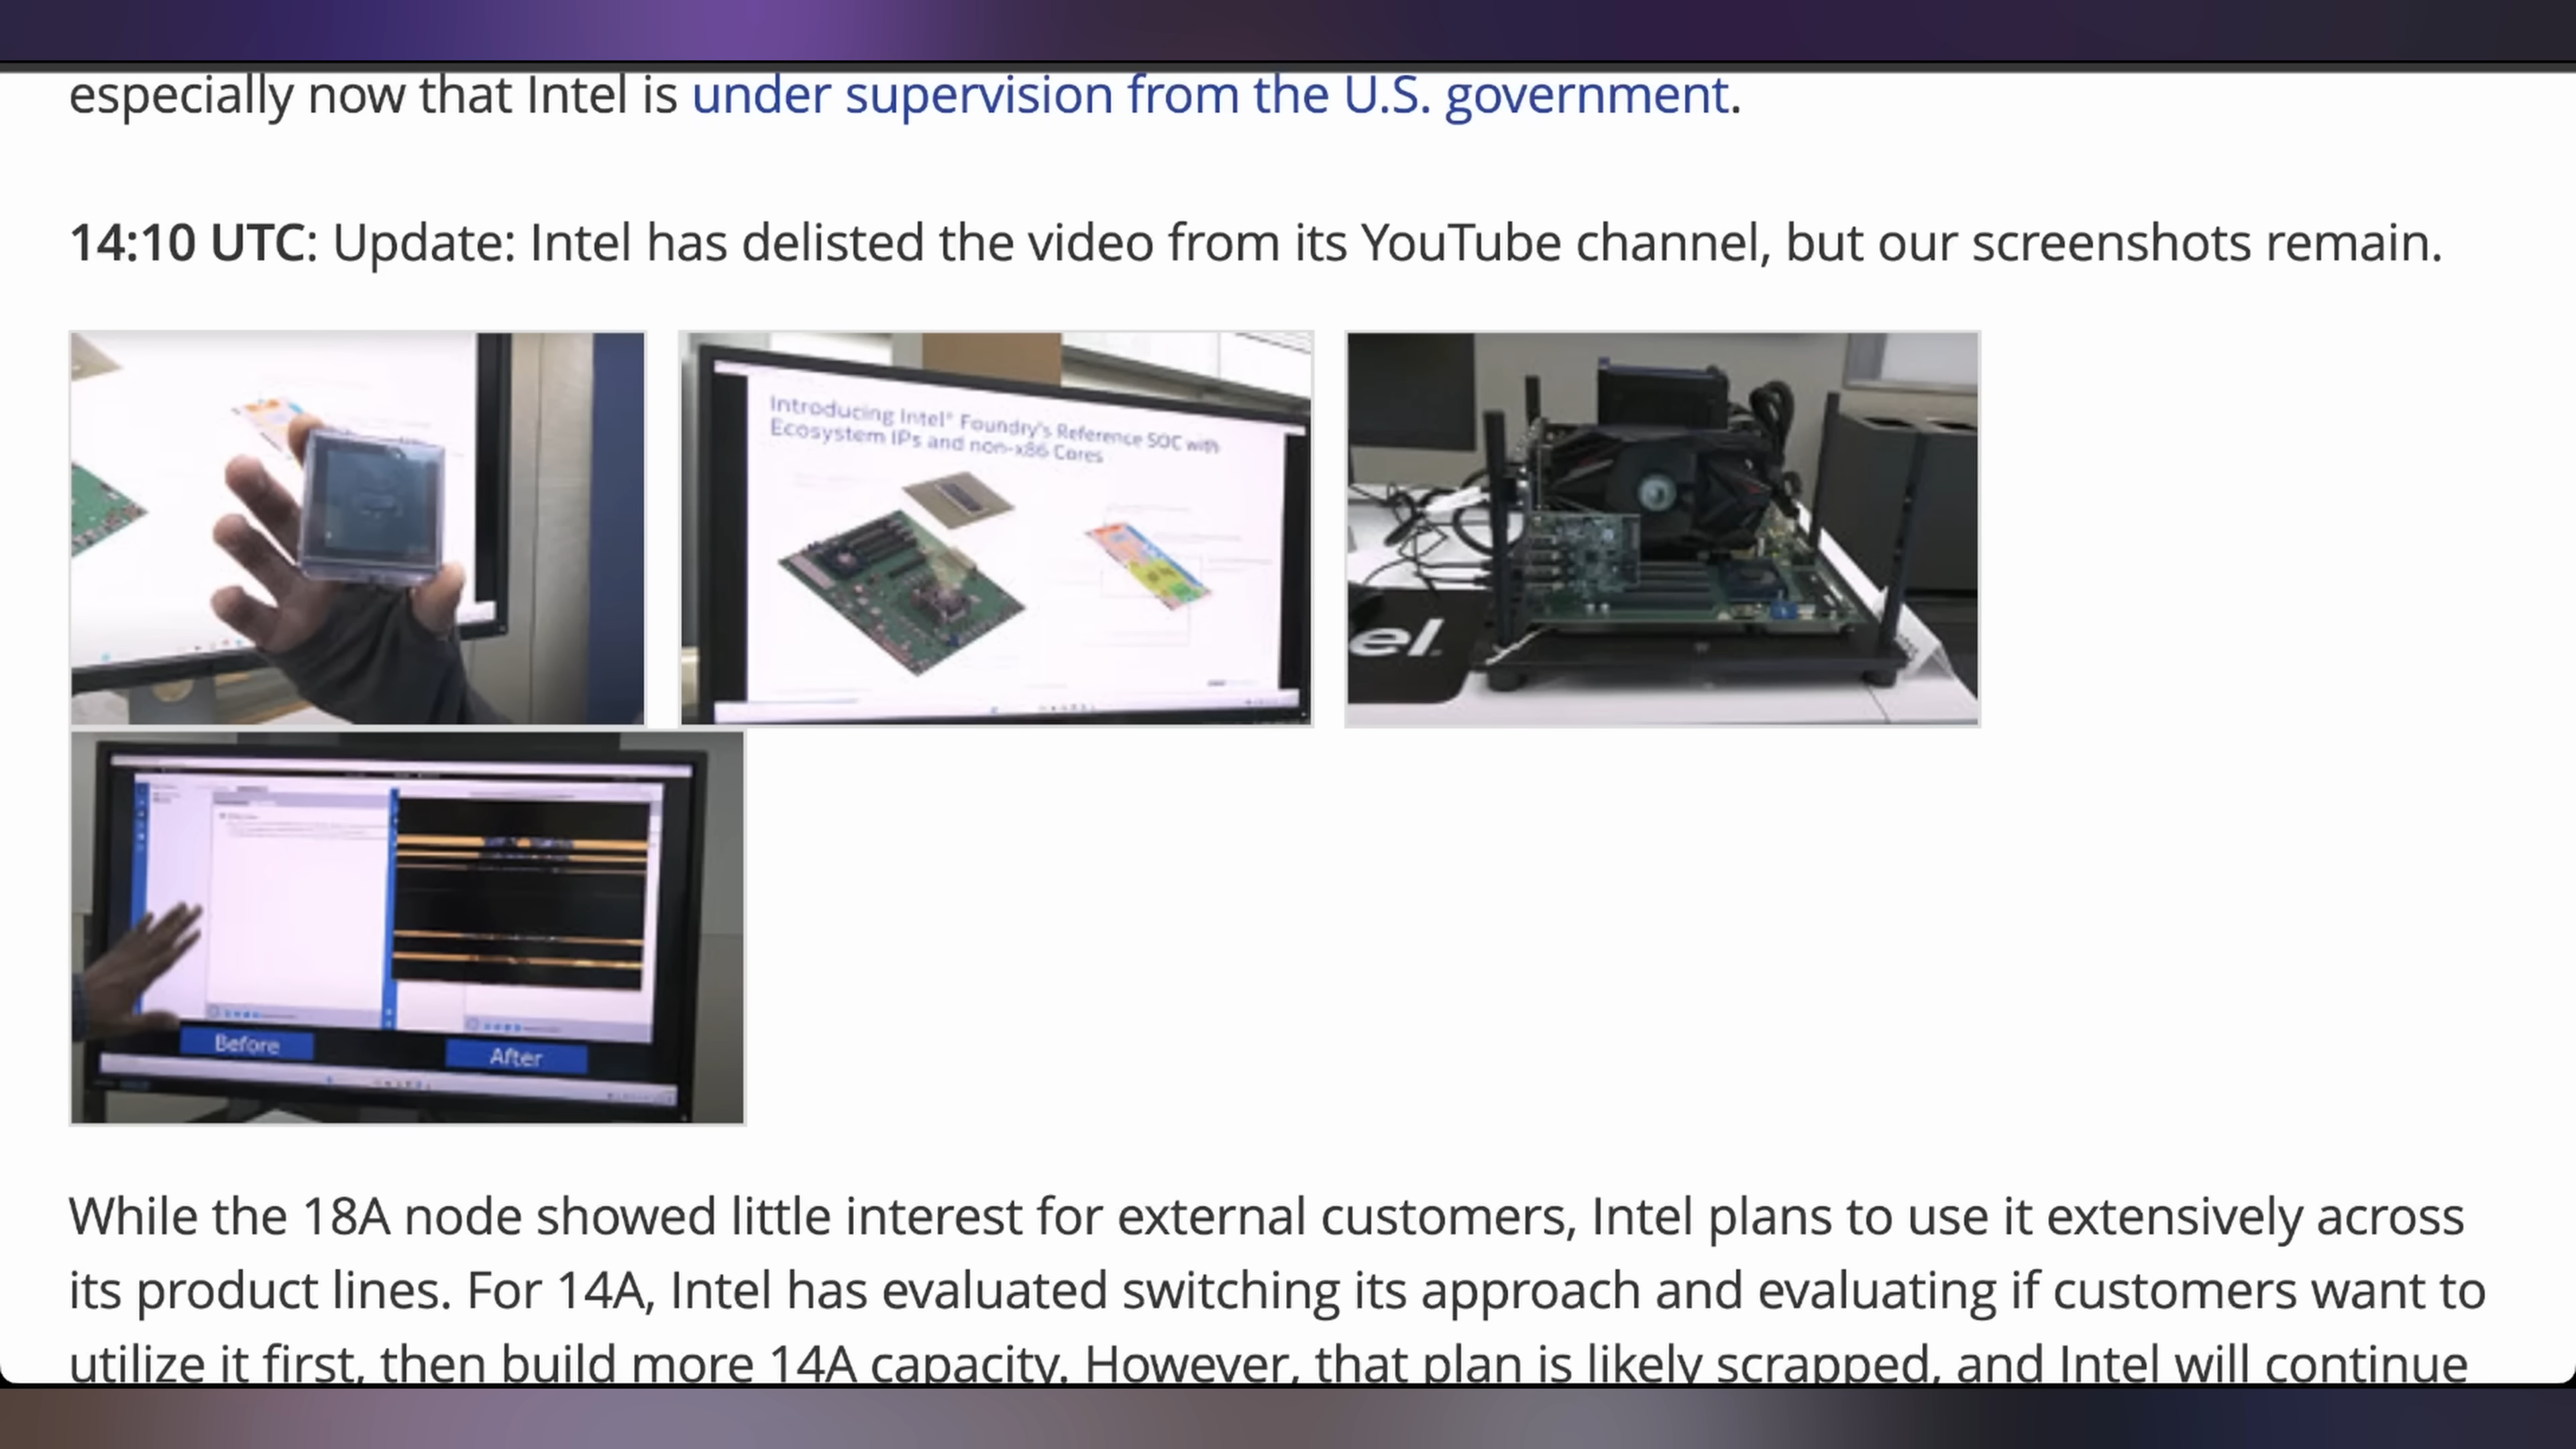 especially now that Intel is under supervision from the U.S. government.
14:10 UTC: Update: Intel has delisted the video from its YouTube channel, but our screenshots remain.
Introducing Intel® Foundry's Reference SOC with
Ecosystem IPs and non-x86 Cores
el.
Before
After
While the 18A node showed little interest for external customers, Intel plans to use it extensively across
its product lines. For 14A, Intel has evaluated switching its approach and evaluating if customers want to
utilize it first, then build more 14A capacity. However, that plan is likely scrapped, and Intel will continue